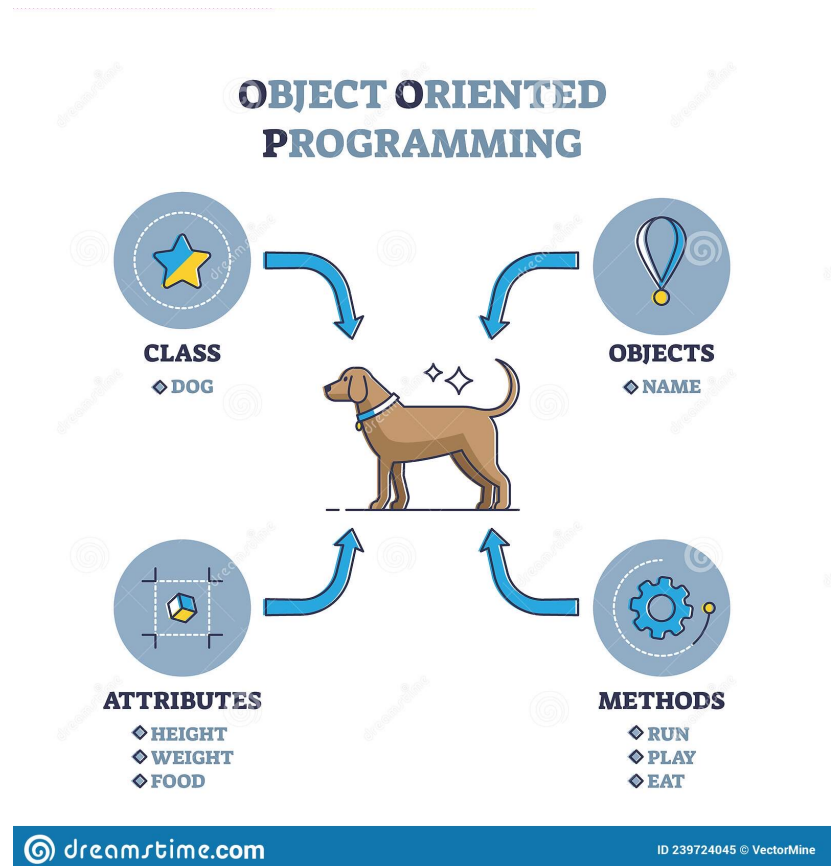 OBJECT ORIENTED
PROGRAMMING
CLASS
DOG
OBJECTS
NAME
ATTRIBUTES
HEIGHT
WEIGHT
FOOD
METHODS
RUN
PLAY
EAT
dreamstime.com
ID 239724045 © VectorMine